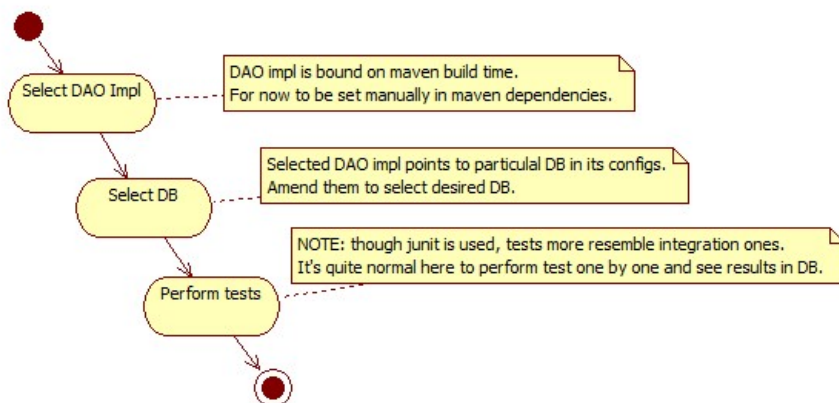 DAO impl is bound on maven build time.
For now to be set manually in maven dependencies.
Select DAO Impl
Selected DAO impl points to particulal DB in its configs.
Amend them to select desired DB.
Select DB
NOTE: though junit is used, tests more resemble integration ones.
It's quite normal here to perform test one by one and see results in DB.
Perform tests